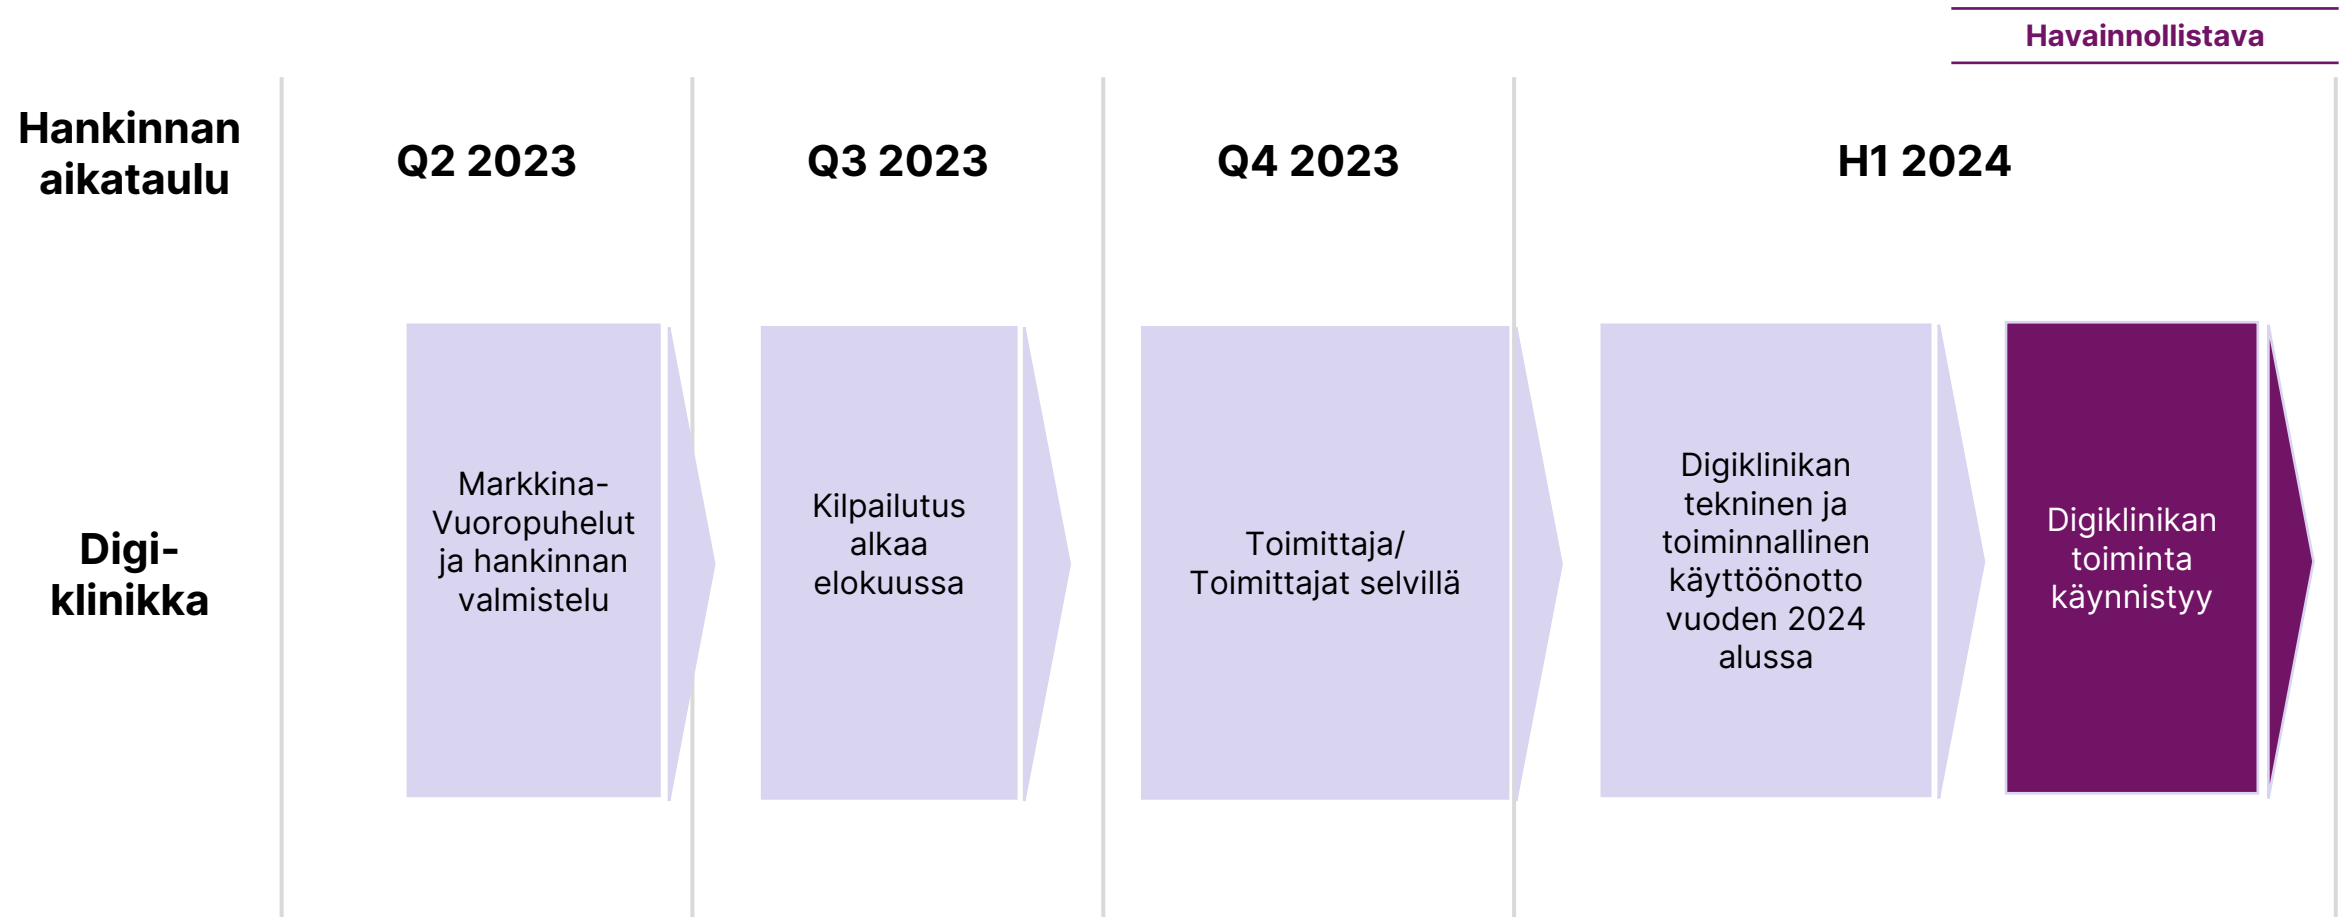 Havainnollistava
Hankinnan
aikataulu
Q2 2023
Q3 2023
Q4 2023
H1 2024
Digi-
klinikka
Markkina-
Vuoropuhelut
ja hankinnan
valmistelu
Kilpailutus
alkaa
elokuussa
Toimittaja/
Toimittajat selvillä
Digiklinikan
tekninen ja
toiminnallinen
käyttöönotto
vuoden 2024
alussa
Digiklinikan
toiminta
käynnistyy